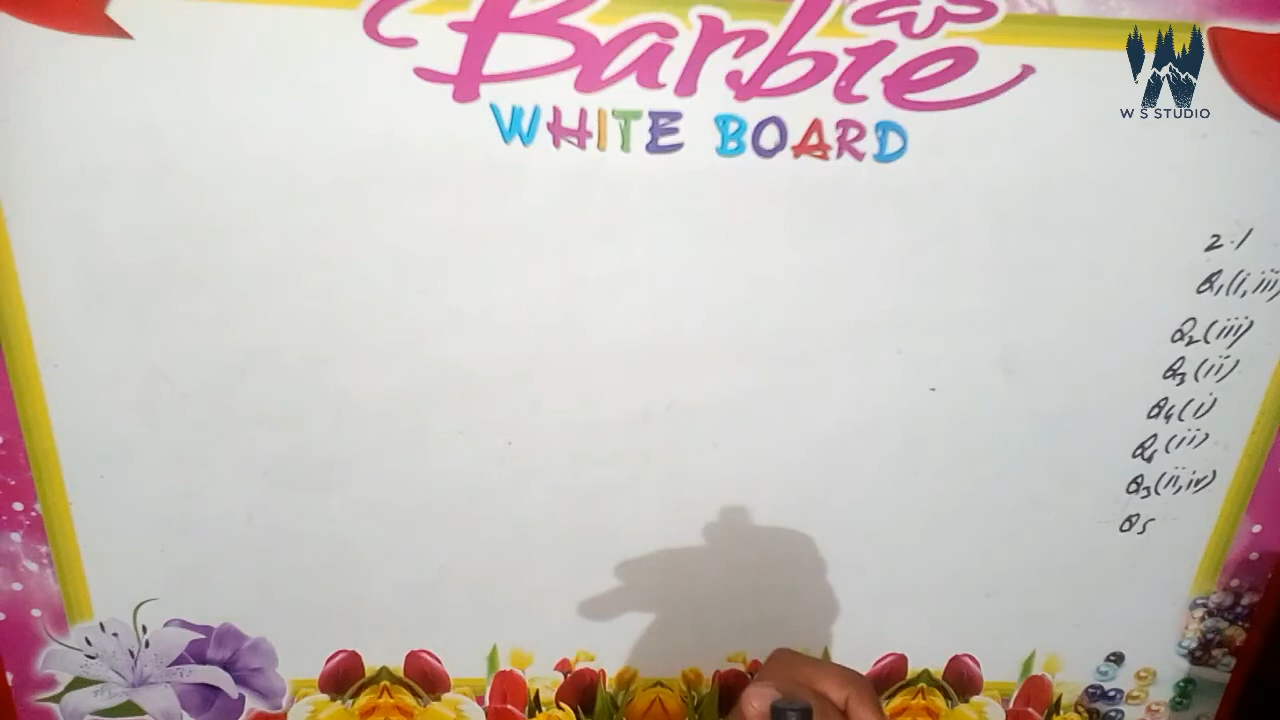 Barbie
WHITE BOARD
W S STUDIO
2.1
Q1(i, iii)
Q2(iii)
Q3(ii)
Q4(i)
(ii)
Q3(ii,iv)
Q5